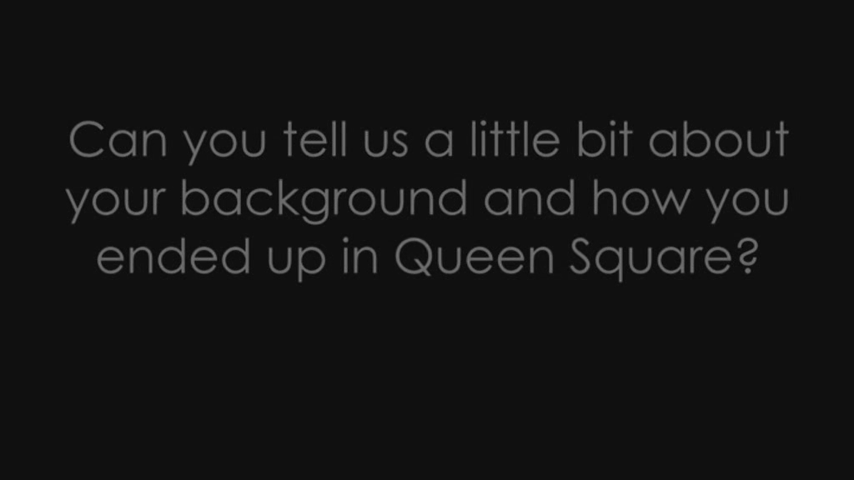 Can you tell us a little bit about
your background and how you
ended up in Queen Square?